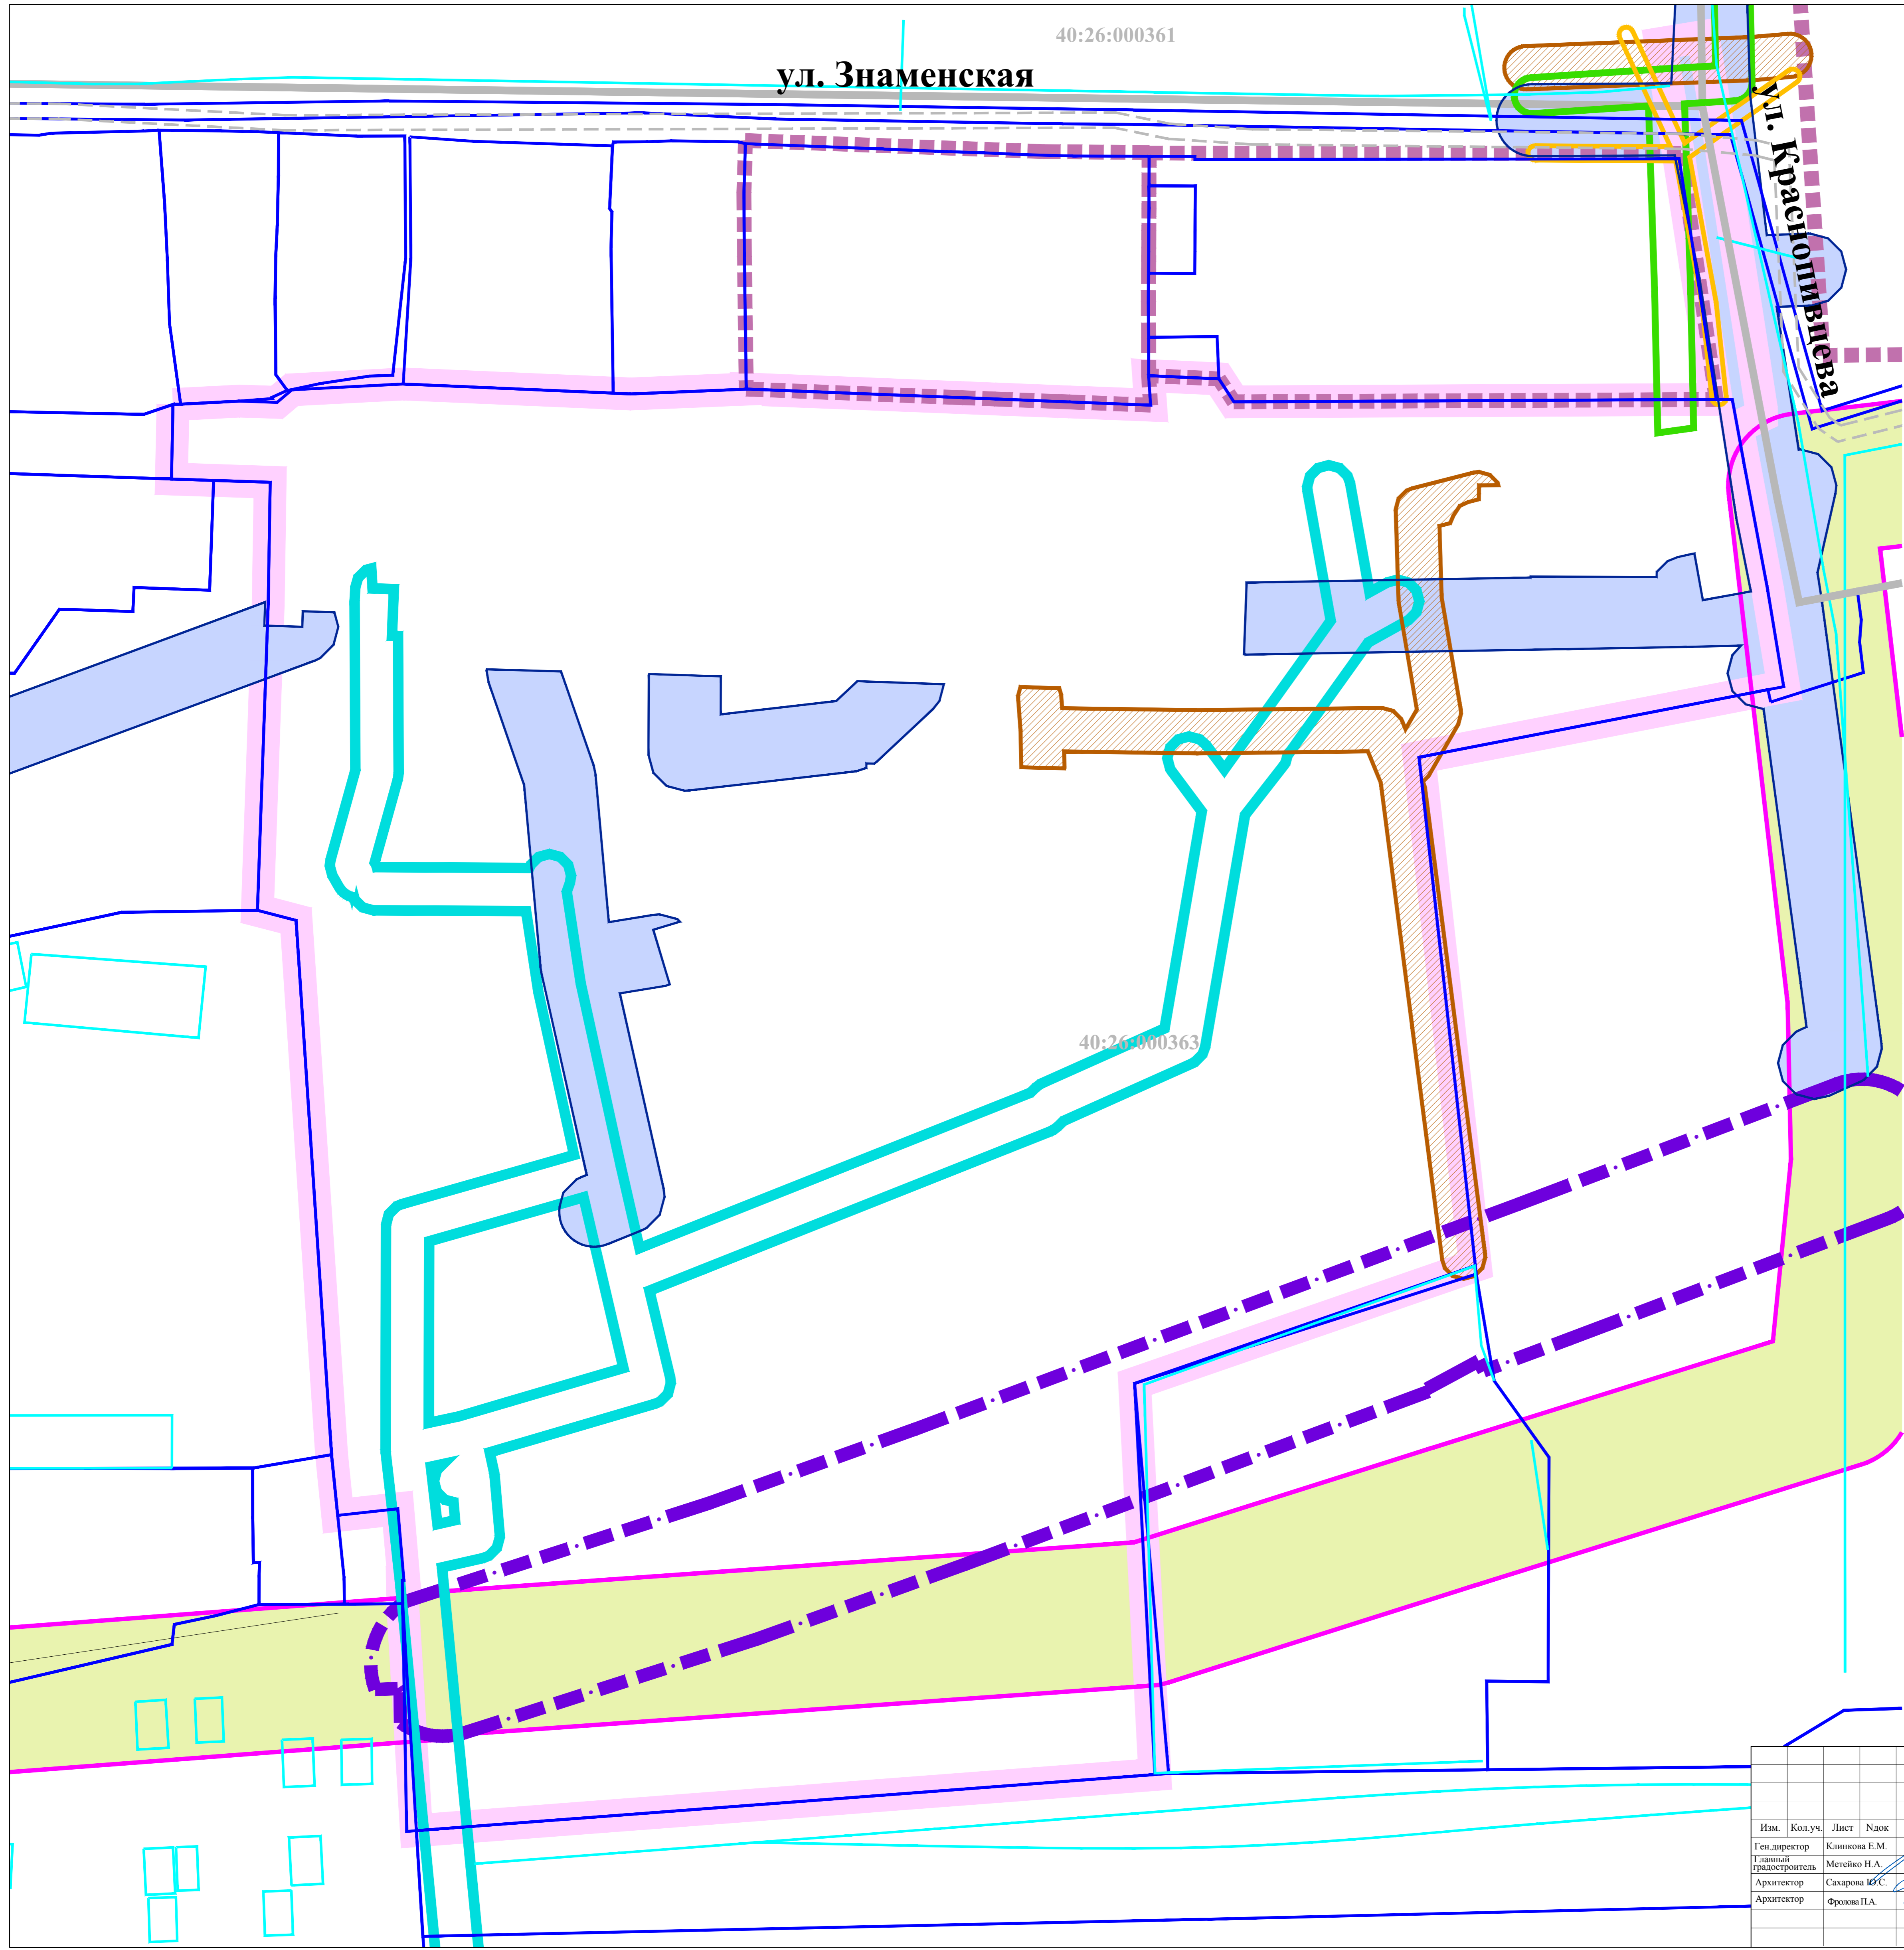 40:26:000361
ул. Знаменская
ул. Краснопивцева
40:26:000363
Изм. Кол.уч. Лист Nдок
Ген.директор Клинкова Е.М.
Главный
градостроитель Метейко Н.А.
Архитектор Сахарова Ю.С.
Архитектор Фролова П.А.